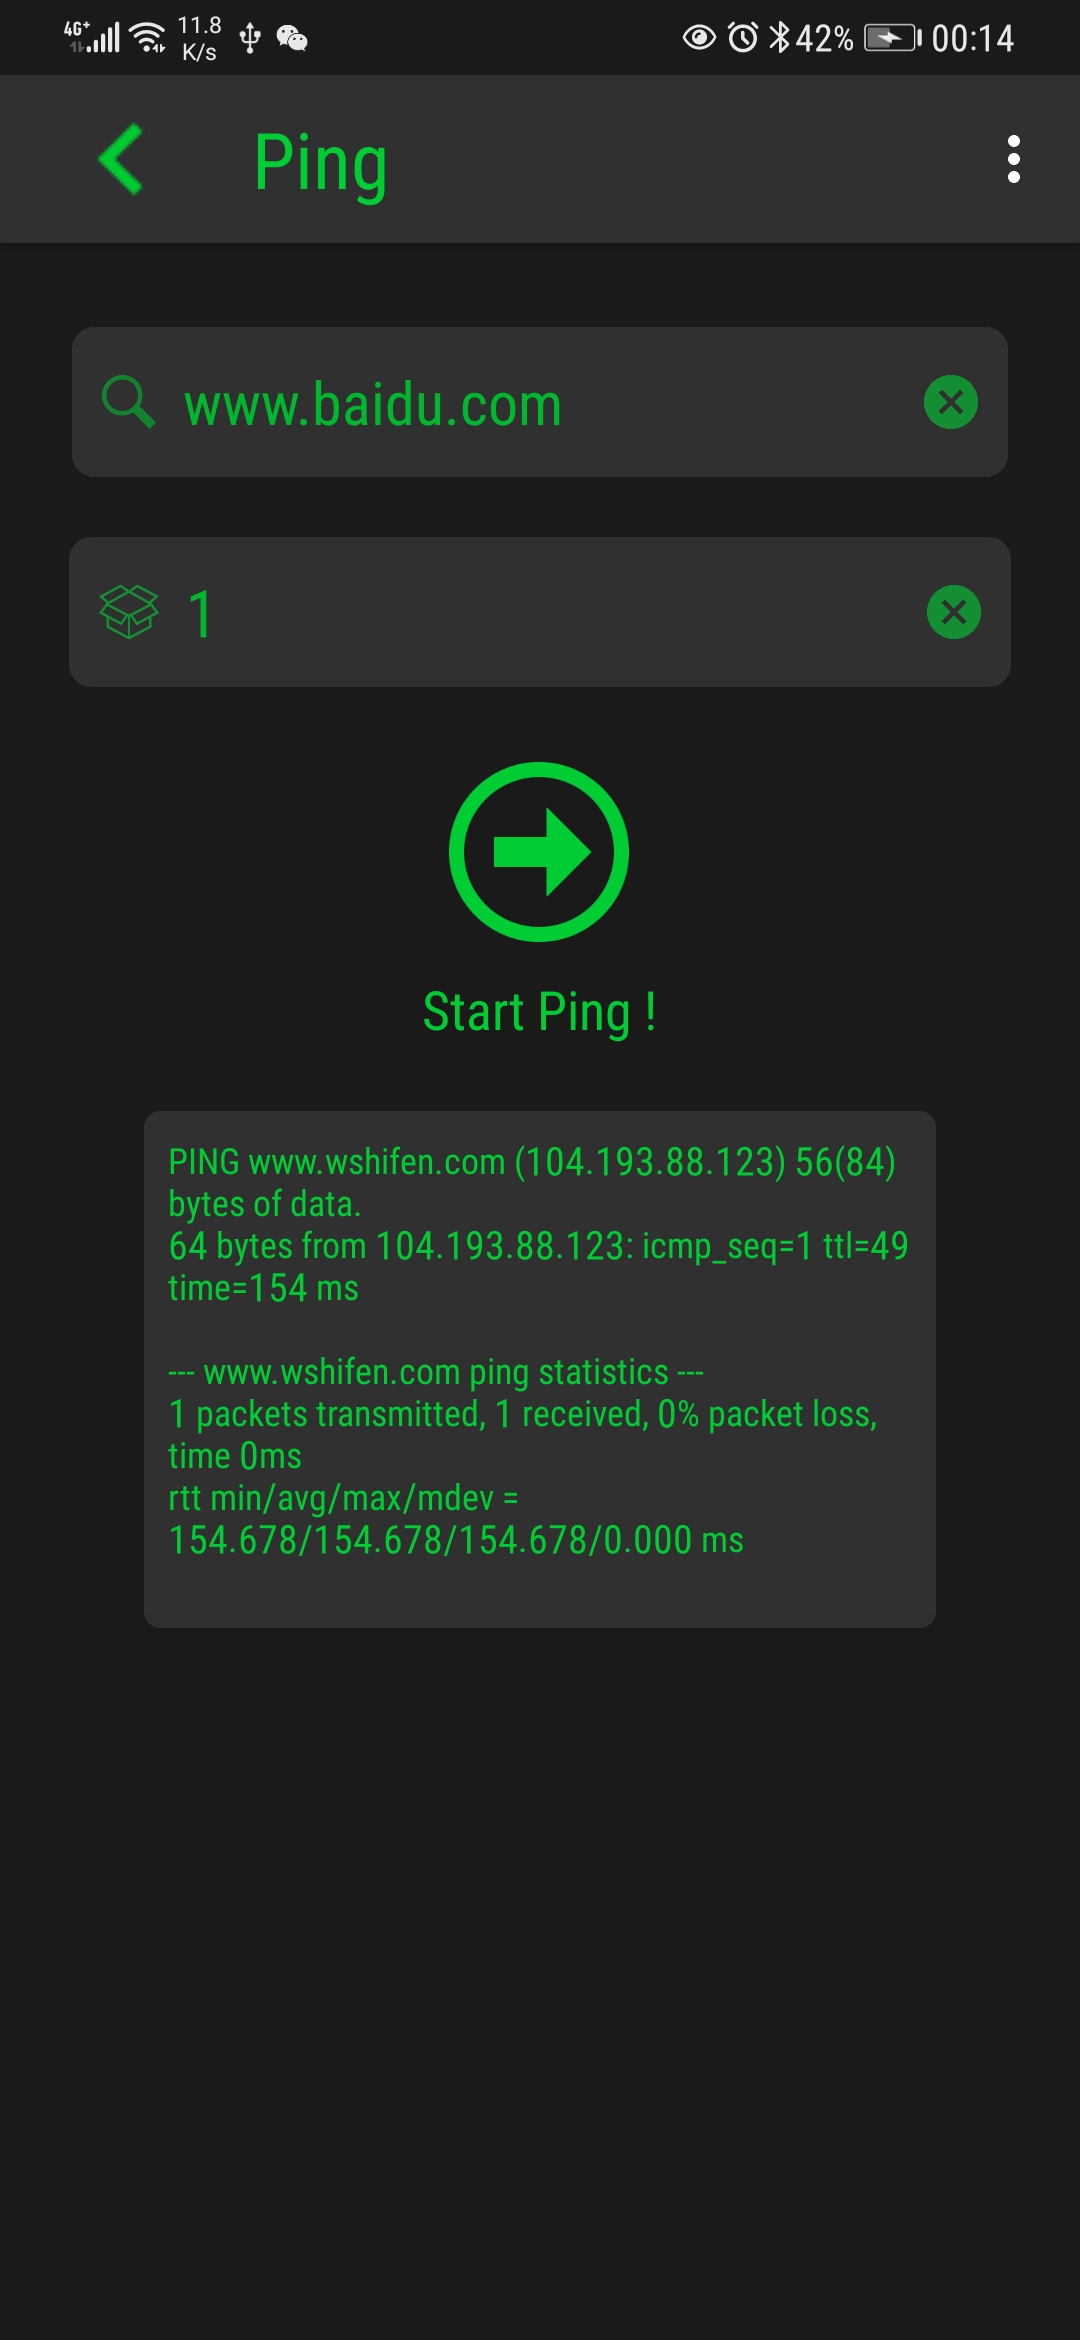 4G+
11.8
K/s
42%
00:14
Ping
www.baidu.com
1
Start Ping !
PING www.wshifen.com (104.193.88.123) 56(84)
bytes of data.
64 bytes from 104.193.88.123: icmp_seq=1 ttl=49
time=154 ms
--- www.wshifen.com ping statistics ---
1 packets transmitted, 1 received, 0% packet loss,
time 0ms
rtt min/avg/max/mdev =
154.678/154.678/154.678/0.000 ms